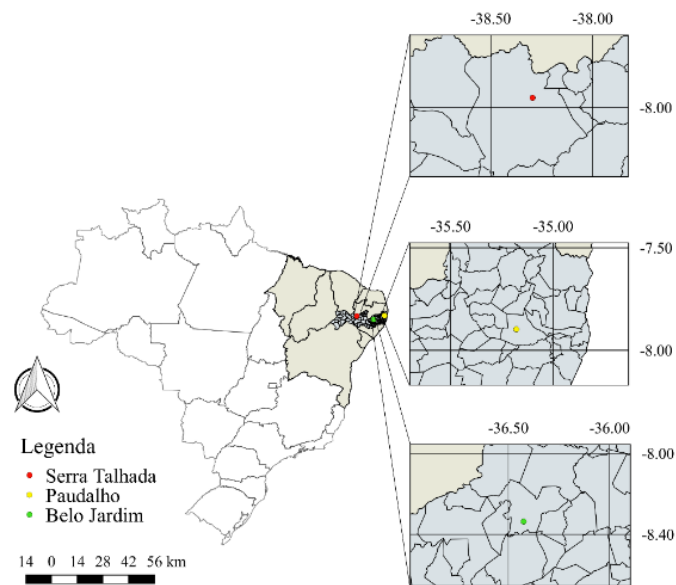 -38.50 -38.00
-8.00
-35.50 -35.00
-7.50
-8.00
-36.40 -36.00
-8.00
-8.40
Legenda
Serra Talhada
Paudalho
Belo Jardim
14 0 14 28 42 56 km